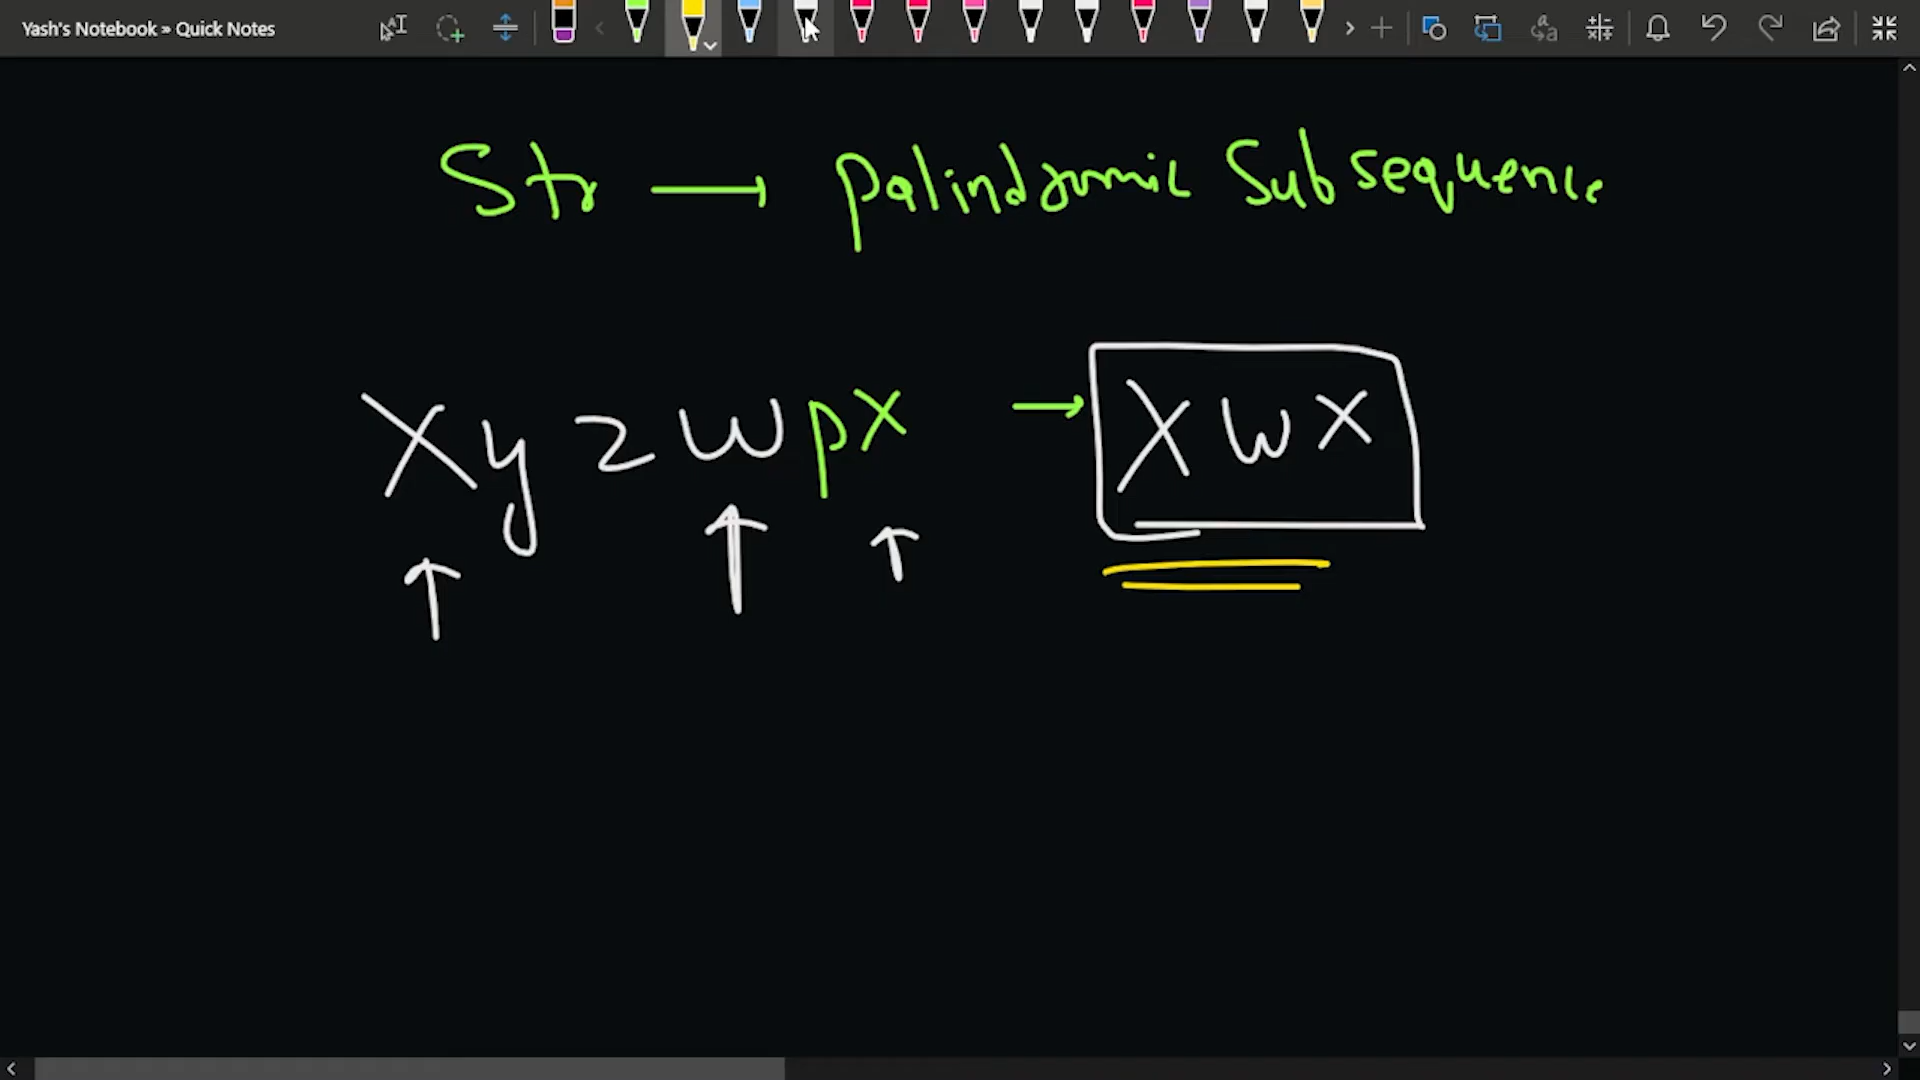 Yash's Notebook » Quick Notes
Str → Palindromic Subsequence
Xyzwpx → XwX